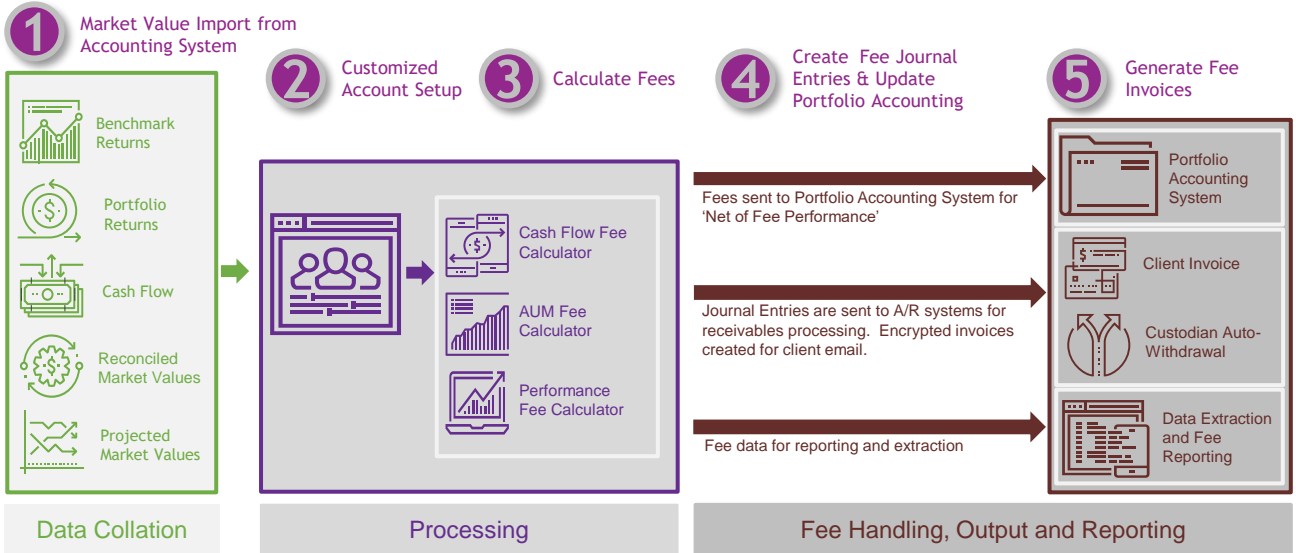 1
Market Value Import from
Accounting System
2
Customized
Account Setup
3
Calculate Fees
4
Create Fee Journal
Entries & Update
Portfolio Accounting
5
Generate Fee
Invoices
Benchmark
Returns
$
Portfolio
Returns
Cash Flow
$
Reconciled
Market Values
Projected
Market Values
$
Cash Flow Fee
Calculator
AUM Fee
Calculator
Performance
Fee Calculator
Fees sent to Portfolio Accounting System for
‘Net of Fee Performance’
Journal Entries are sent to A/R systems for
receivables processing. Encrypted invoices
created for client email.
Fee data for reporting and extraction
Portfolio
Accounting
System
$
Client Invoice
Custodian Auto-
Withdrawal
Data Extraction
and Fee
Reporting
Data Collation
Processing
Fee Handling, Output and Reporting